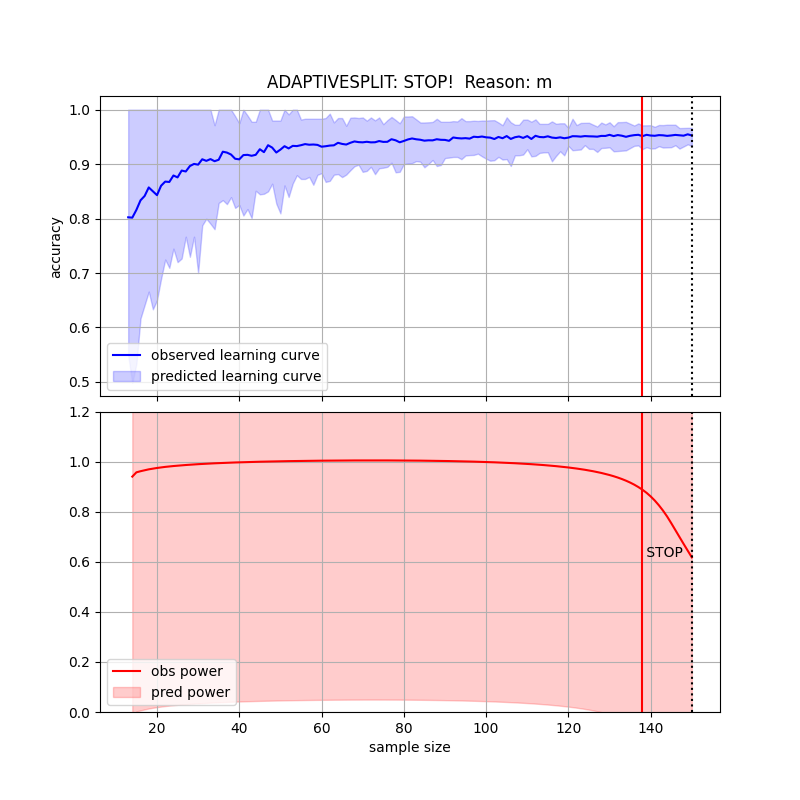 ADAPTIVESPLIT: STOP!  Reason: m
1.0
0.9
0.8
0.7
0.6
0.5
accuracy
observed learning curve
predicted learning curve
1.2
1.0
0.8
0.6
0.4
0.2
0.0
STOP
obs power
pred power
20 40 60 80 100 120 140
sample size